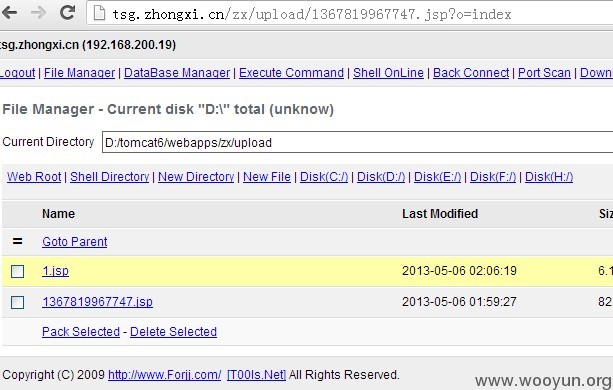 tsg.zhongxi.cn/zx/upload/1367819967747.jsp?o=index
tsg.zhongxi.cn (192.168.200.19)
Logout | File Manager | DataBase Manager | Execute Command | Shell OnLine | Back Connect | Port Scan | Down
File Manager - Current disk "D:\" total (unknow)
Current Directory D:/tomcat6/webapps/zx/upload
Web Root | Shell Directory | New Directory | New File | Disk(C:/) | Disk(D:/) | Disk(E:/) | Disk(F:/) | Disk(H:/)
Name Last Modified Siz
= Goto Parent
1.jsp 2013-05-06 02:06:19 6.1
1367819967747.jsp 2013-05-06 01:59:27 82
Pack Selected - Delete Selected
Copyright (C) 2009 http://www.Forjj.com/ [T00ls.Net] All Rights Reserved.
www.wooyun.org